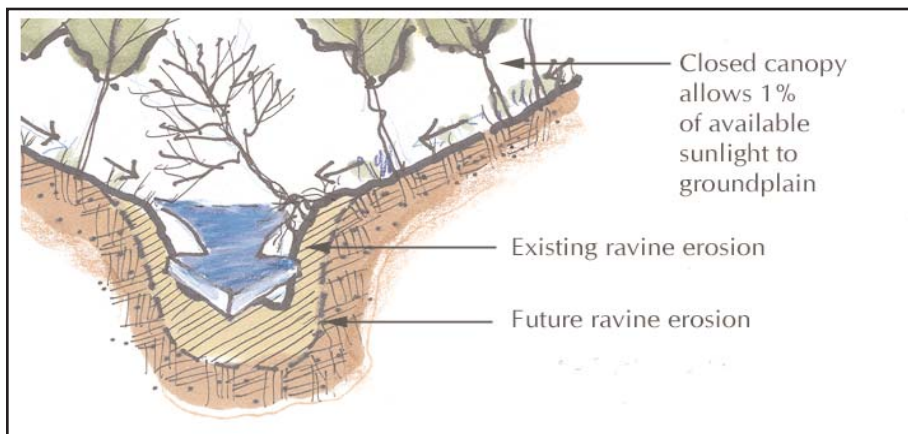 Closed canopy
allows 1%
of available
sunlight to
groundplain
Existing ravine erosion
Future ravine erosion